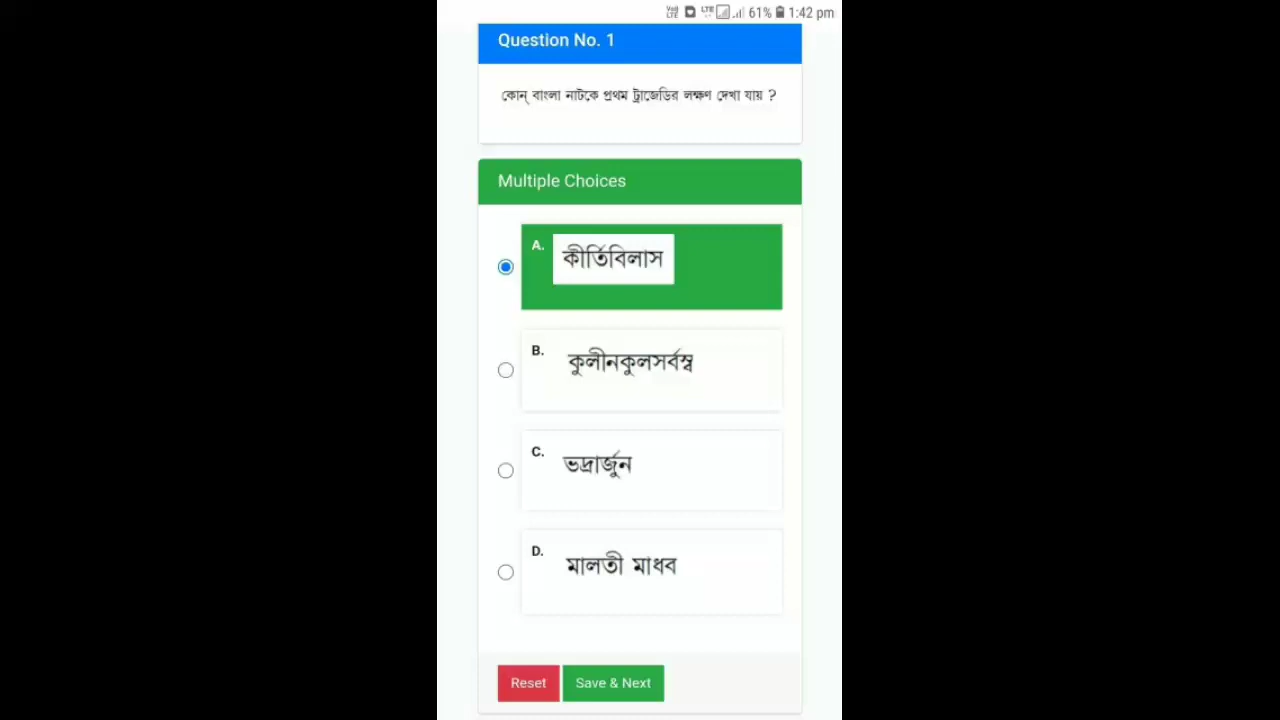 61% 1:42 pm
Question No. 1
কোন্ বাংলা নাটকে প্রথম ট্রাজেডির লক্ষণ দেখা যায় ?
Multiple Choices
A. কীর্তিবিলাস
B. কুলীনকুলসর্বস্ব
C. ভদ্রার্জুন
D. মালতী মাধব
Reset Save & Next